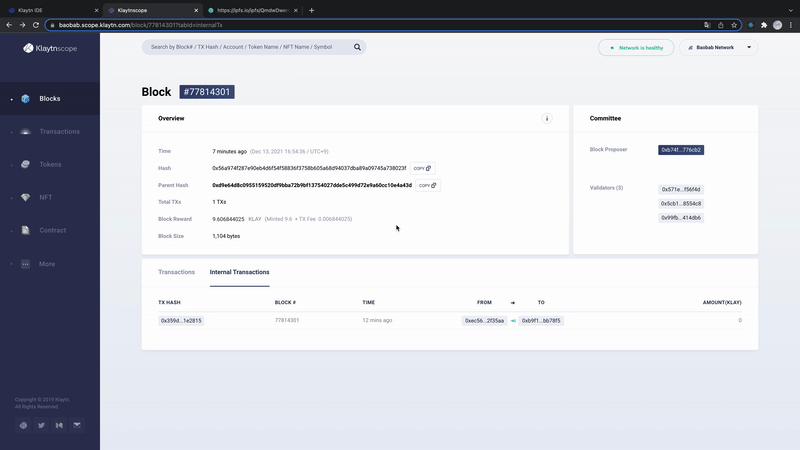 Klaytn IDE
Klaytnscope
https://ipfs.io/ipfs/QmdwDwe
baobab.scope.klaytn.com/block/77814301?tabId=internalTx
Klaytnscope
Search by Block# / TX Hash / Account / Token Name / NFT Name / Symbol
Network is healthy
Baobab Network
Blocks
Transactions
Tokens
NFT
Contract
More
Copyright © 2019 Klaytn.
All Rights Reserved.
Block #77814301
Overview
Time 7 minutes ago (Dec 13, 2021 16:54:36 / UTC+9)
Hash 0x56a974f287e90eb4d6f54f58836f3758b605a68d94037dba89a09745a738023f COPY
Parent Hash 0xd9e64d8c0955159520df9bba72b9bf13754027dde5c499d72e9a60cc10e4a43d COPY
Total TXs 1 TXs
Block Reward 9.606844025 KLAY (Minted 9.6 + TX Fee 0.006844025)
Block Size 1,104 bytes
Committee
Block Proposer 0xb74f...776cb2
Validators (3) 0x571e...f56f4d
0x5cb1...8554c8
0x99fb...414db6
Transactions Internal Transactions
TX HASH BLOCK # TIME FROM TO AMOUNT(KLAY)
0x359d...1e2815 77814301 12 mins ago 0xec56...2f35aa 0xb9f1...bb78f5 0